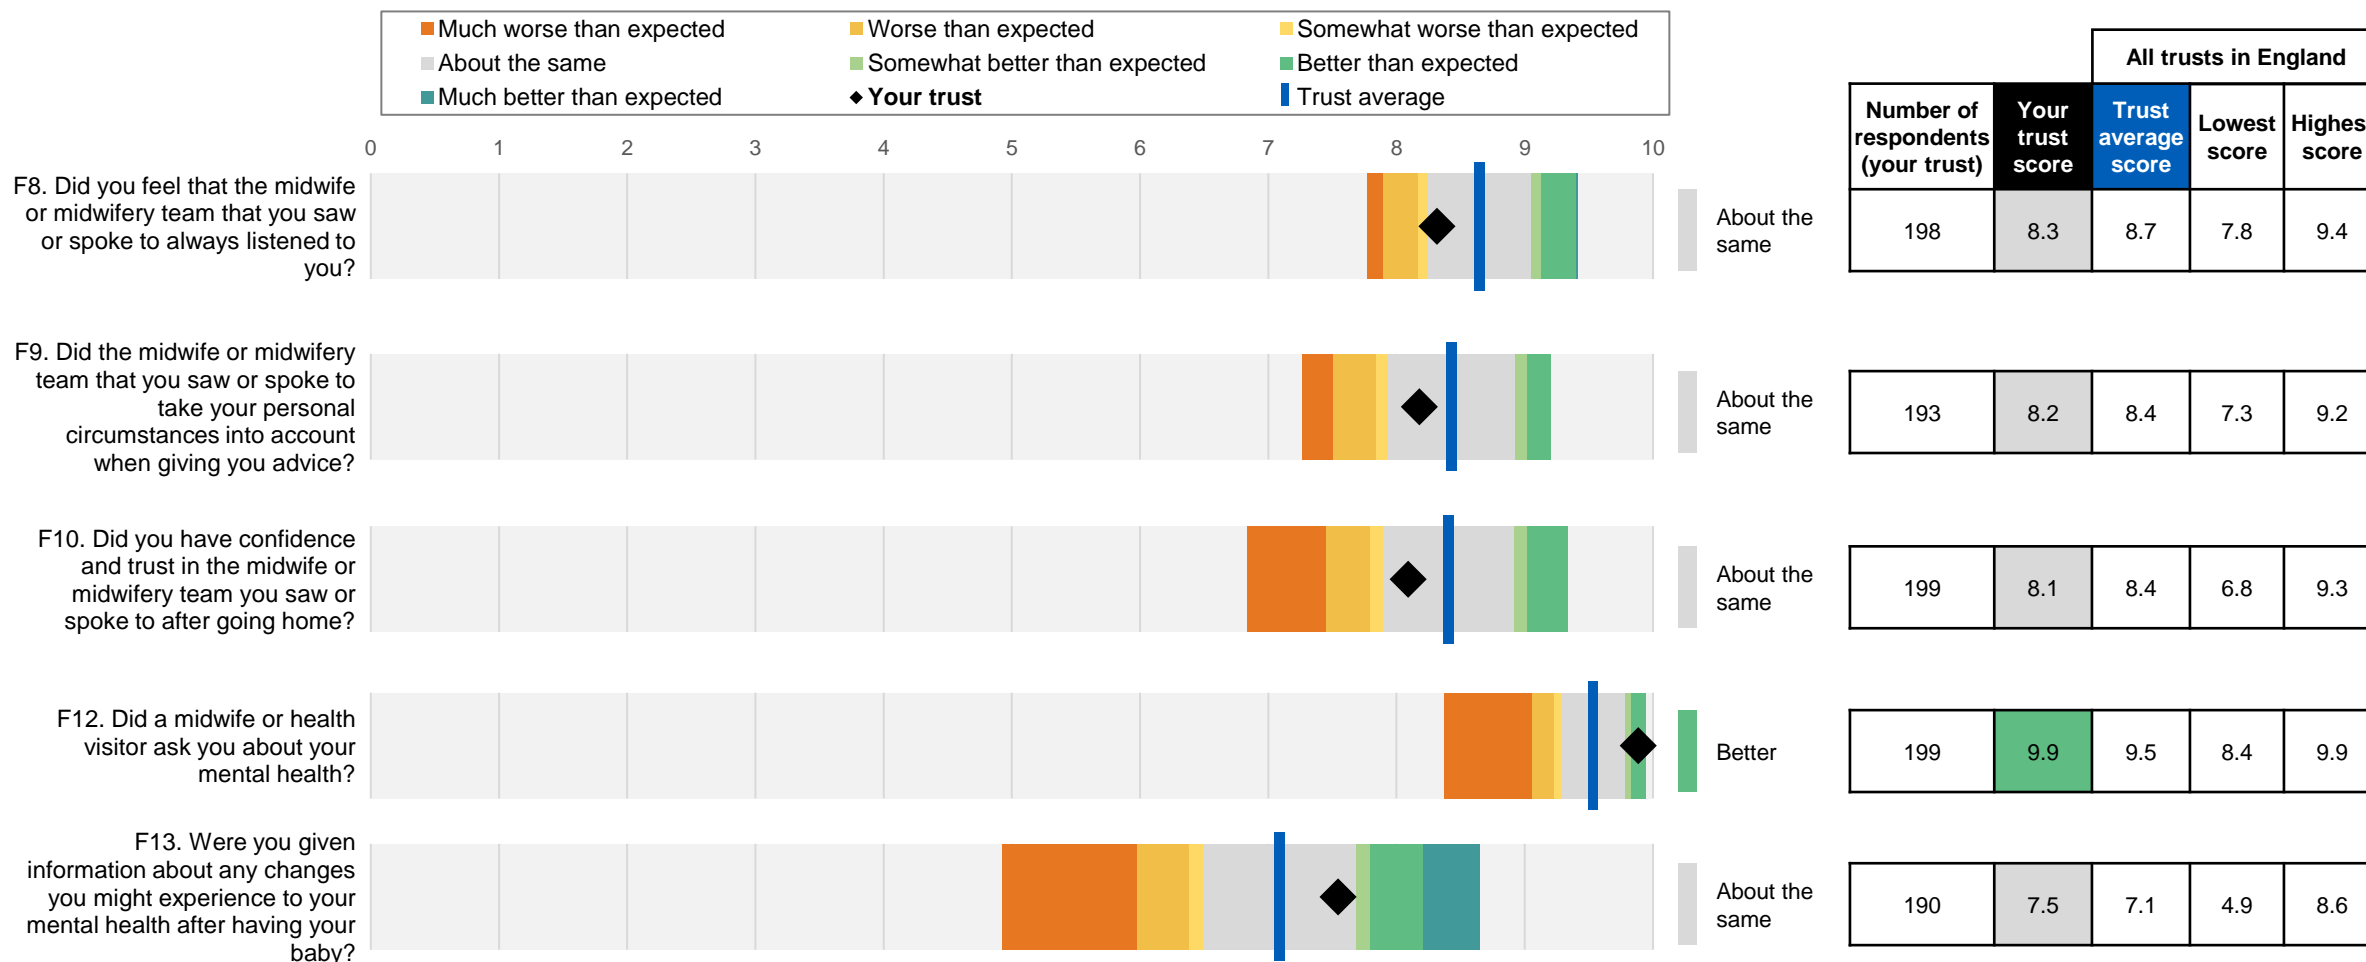 Much worse than expected
Worse than expected
Somewhat worse than expected
About the same
Somewhat better than expected
Better than expected
Much better than expected
Your trust
Trust average
All trusts in England
Number of respondents (your trust)
Your trust score
Trust average score
Lowest score
Highes score
0 1 2 3 4 5 6 7 8 9 10
F8. Did you feel that the midwife
or midwifery team that you saw
or spoke to always listened to
you?
About the
same
198 8.3 8.7 7.8 9.4
F9. Did the midwife or midwifery
team that you saw or spoke to
take your personal
circumstances into account
when giving you advice?
About the
same
193 8.2 8.4 7.3 9.2
F10. Did you have confidence
and trust in the midwife or
midwifery team you saw or
spoke to after going home?
About the
same
199 8.1 8.4 6.8 9.3
F12. Did a midwife or health
visitor ask you about your
mental health?
Better
199 9.9 9.5 8.4 9.9
F13. Were you given
information about any changes
you might experience to your
mental health after having your
baby?
About the
same
190 7.5 7.1 4.9 8.6